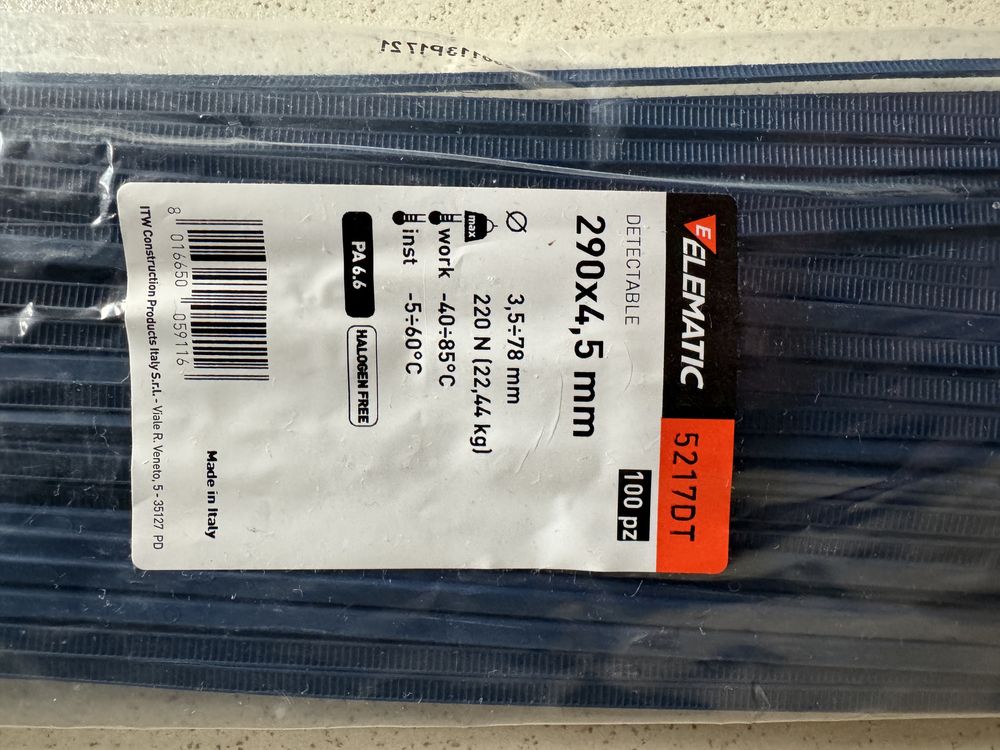 ELEMATIC
5217DT
DETECTABLE
290x4,5 mm
100 pz
Ø 3,5÷78 mm
max 220 N (22,44 kg)
work -40÷85°C
inst -5÷60°C
PA 6.6
HALOGEN FREE
8 016650 059116
Made in Italy
ITW Construction Products Italy S.r.l. - Viale R. Veneto, 5 - 35127 PD